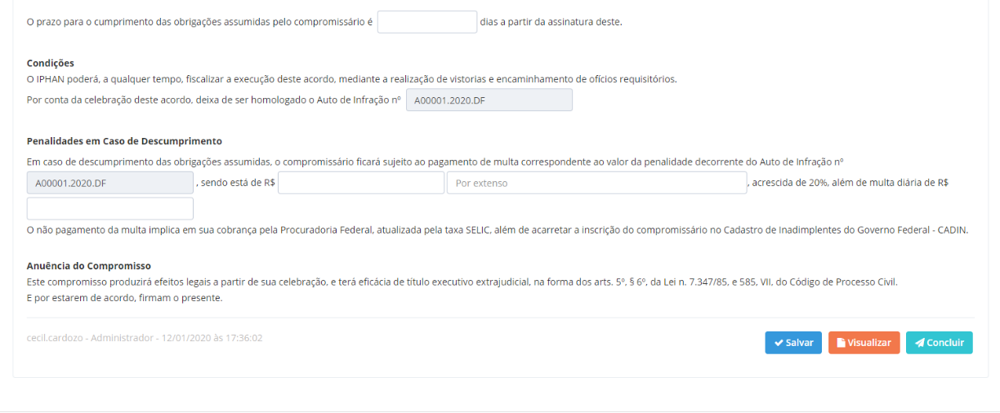 O prazo para o cumprimento das obrigações assumidas pelo compromissário é dias a partir da assinatura deste.
Condições
O IPHAN poderá, a qualquer tempo, fiscalizar a execução deste acordo, mediante a realização de vistorias e encaminhamento de ofícios requisitórios.
Por conta da celebração deste acordo, deixa de ser homologado o Auto de Infração nº A00001.2020.DF
Penalidades em Caso de Descumprimento
Em caso de descumprimento das obrigações assumidas, o compromissário ficará sujeito ao pagamento de multa correspondente ao valor da penalidade decorrente do Auto de Infração nº
A00001.2020.DF , sendo está de R$ Por extenso , acrescida de 20%, além de multa diária de R$
O não pagamento da multa implica em sua cobrança pela Procuradoria Federal, atualizada pela taxa SELIC, além de acarretar a inscrição do compromissário no Cadastro de Inadimplentes do Governo Federal - CADIN.
Anuência do Compromisso
Este compromisso produzirá efeitos legais a partir de sua celebração, e terá eficácia de título executivo extrajudicial, na forma dos arts. 5º, § 6º, da Lei n. 7.347/85, e 585, VII, do Código de Processo Civil.
E por estarem de acordo, firmam o presente.
cecil.cardozo - Administrador - 12/01/2020 às 17:36:02
Salvar Visualizar Concluir